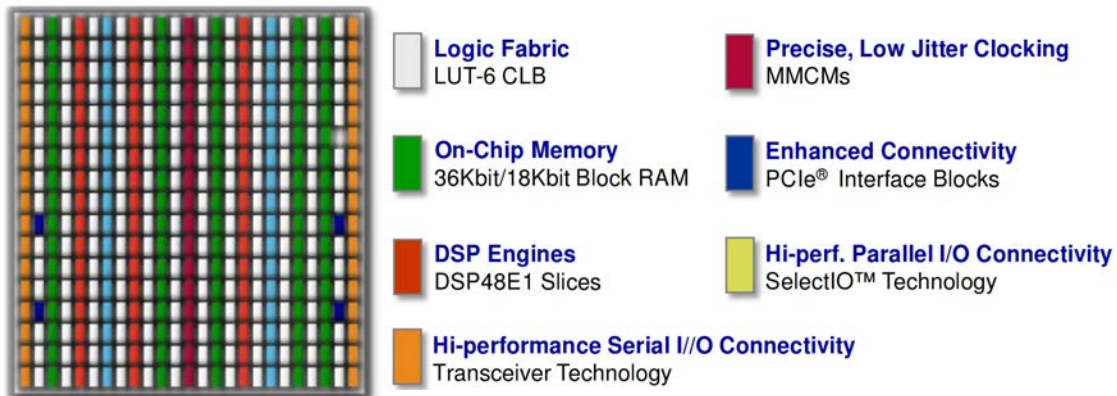 Logic Fabric
LUT-6 CLB
Precise, Low Jitter Clocking
MMCMs
On-Chip Memory
36Kbit/18Kbit Block RAM
Enhanced Connectivity
PCIe® Interface Blocks
DSP Engines
DSP48E1 Slices
Hi-perf. Parallel I/O Connectivity
SelectIO™ Technology
Hi-performance Serial I//O Connectivity
Transceiver Technology